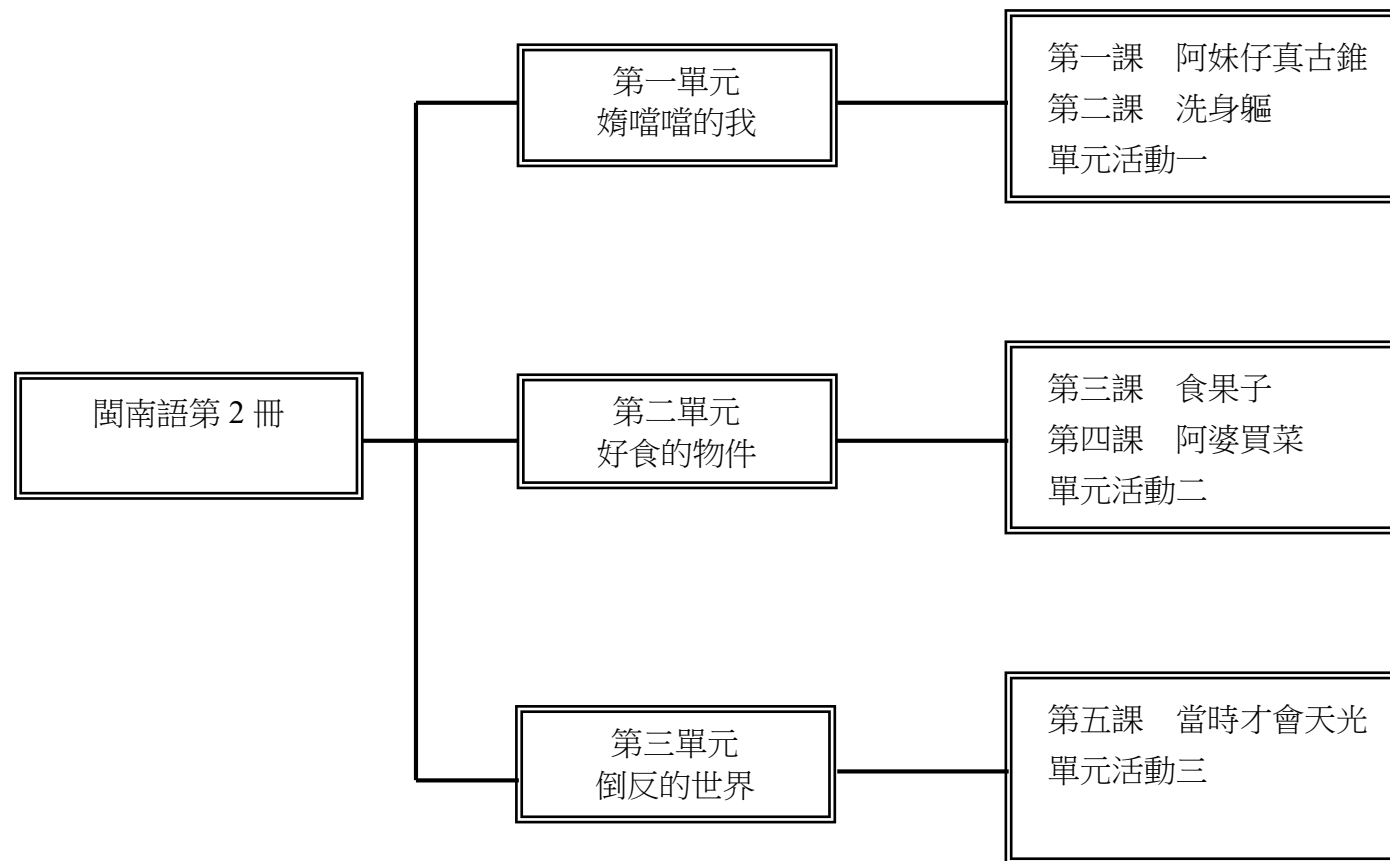 閩南語第 2 冊
第一單元
媠噹噹的我
第一課　阿妹仔真古錐
第二課　洗身軀
單元活動一
第二單元
好食的物件
第三課　食果子
第四課　阿婆買菜
單元活動二
第三單元
倒反的世界
第五課　當時才會天光
單元活動三